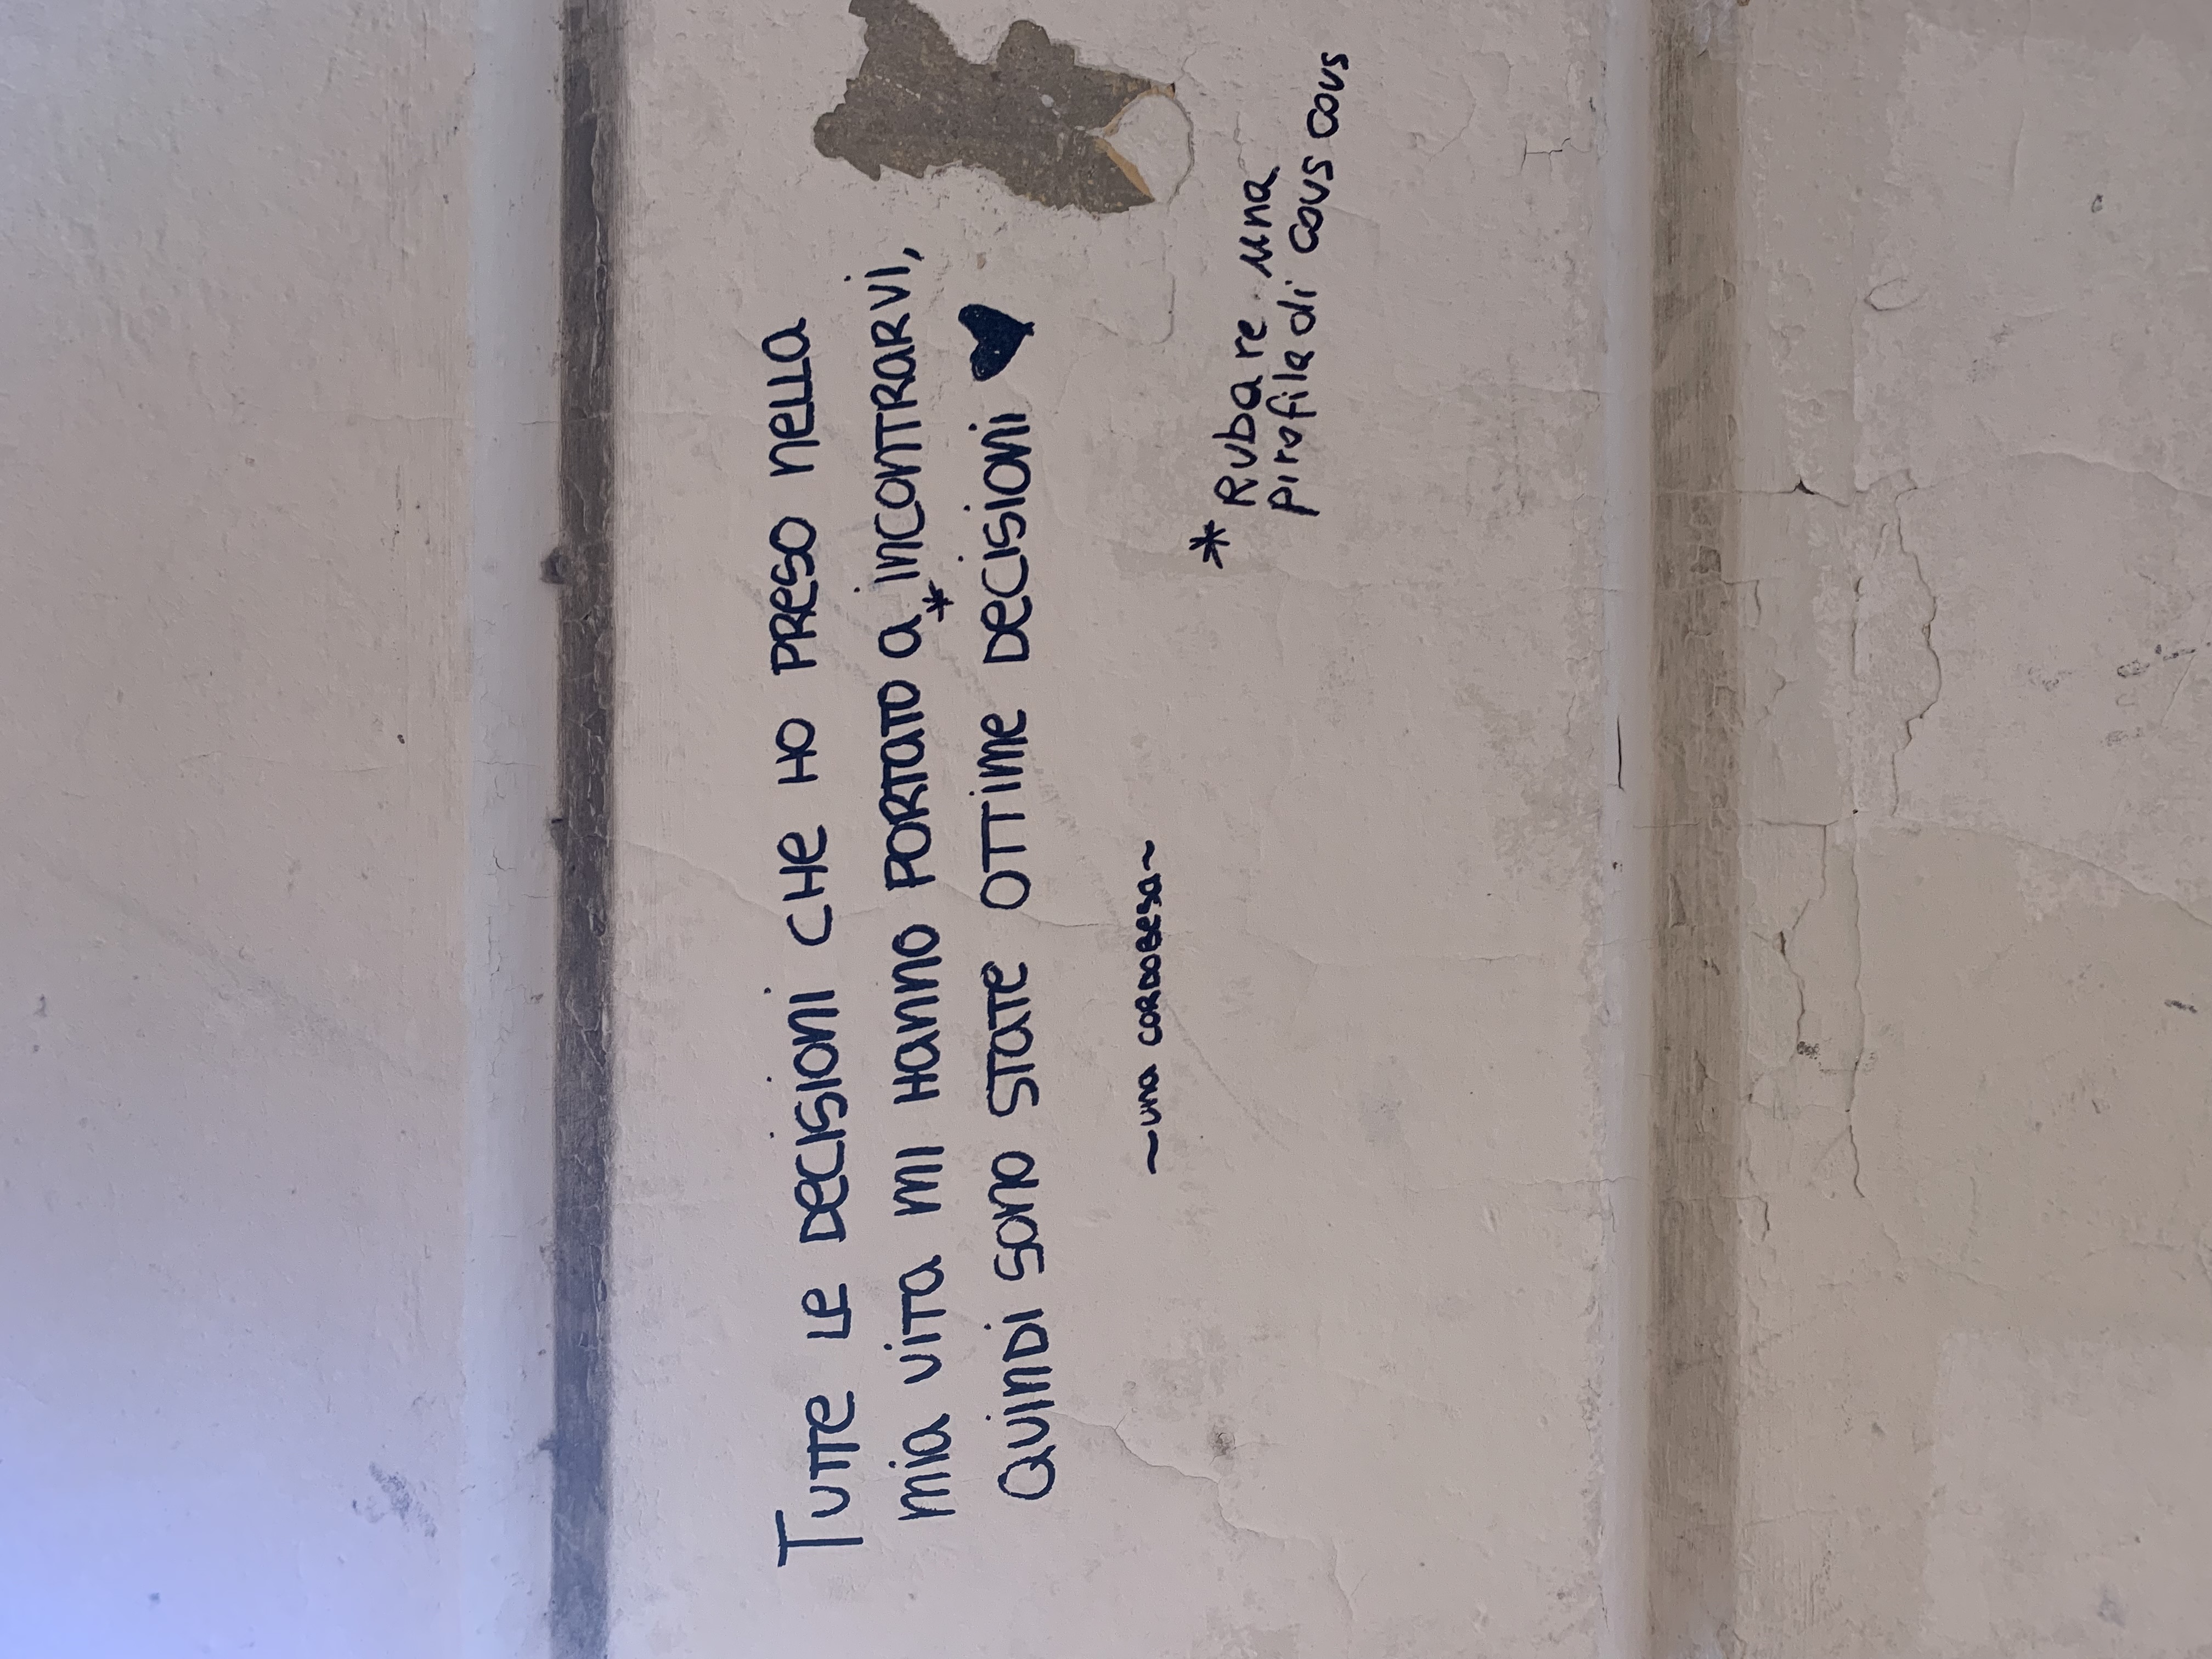 Tutte le decisioni che ho preso nella
mia vita mi hanno portato a * incontrarvi,
quindi sono state ottime decisioni ♥
~una cordobesa~
* Rubare una
pirofila di cous cous